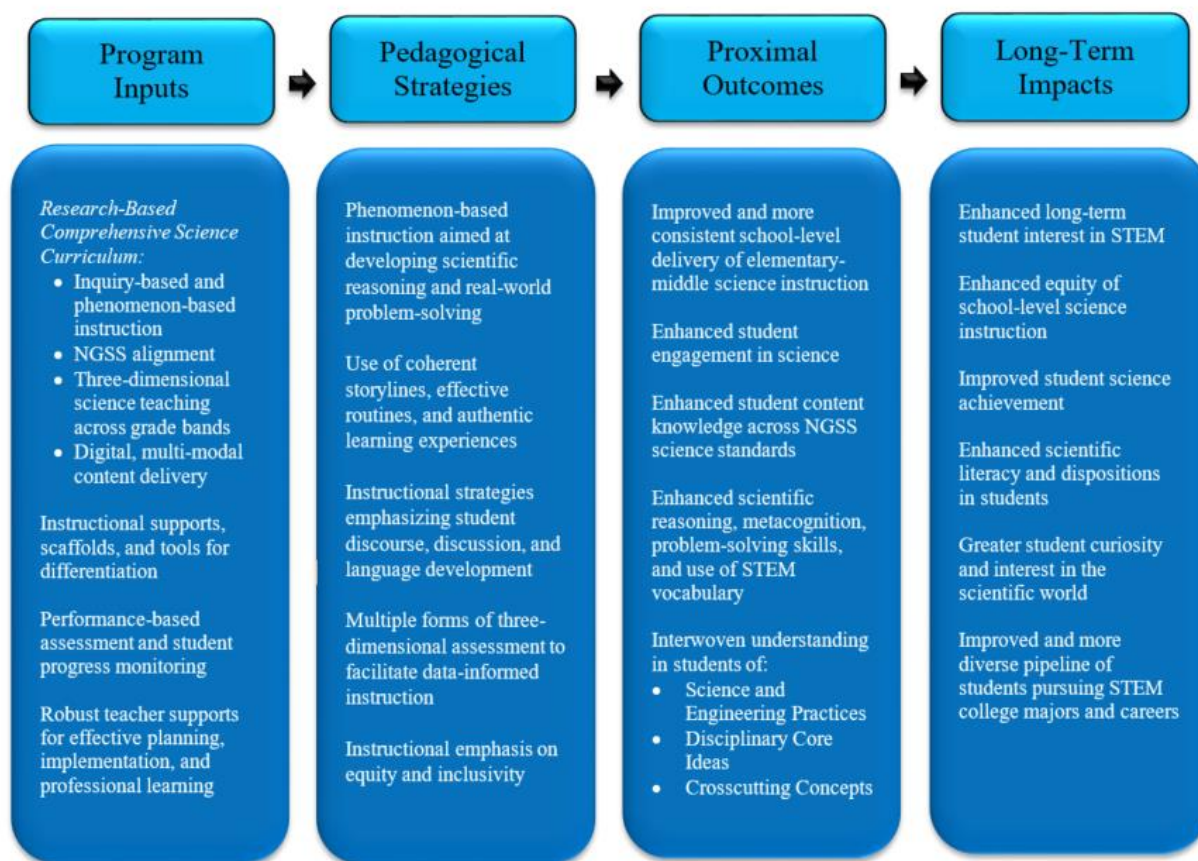 Program
Inputs
Pedagogical
Strategies
Proximal
Outcomes
Long-Term
Impacts
Research-Based
Comprehensive Science
Curriculum:
• Inquiry-based and
phenomenon-based
instruction
• NGSS alignment
• Three-dimensional
science teaching
across grade bands
• Digital, multi-modal
content delivery
Instructional supports,
scaffolds, and tools for
differentiation
Performance-based
assessment and student
progress monitoring
Robust teacher supports
for effective planning,
implementation, and
professional learning
Phenomenon-based
instruction aimed at
developing scientific
reasoning and real-world
problem-solving
Use of coherent
storylines, effective
routines, and authentic
learning experiences
Instructional strategies
emphasizing student
discourse, discussion, and
language development
Multiple forms of three-
dimensional assessment to
facilitate data-informed
instruction
Instructional emphasis on
equity and inclusivity
Improved and more
consistent school-level
delivery of elementary-
middle science instruction
Enhanced student
engagement in science
Enhanced student content
knowledge across NGSS
science standards
Enhanced scientific
reasoning, metacognition,
problem-solving skills,
and use of STEM
vocabulary
Interwoven understanding
in students of:
• Science and
Engineering Practices
• Disciplinary Core
Ideas
• Crosscutting Concepts
Enhanced long-term
student interest in STEM
Enhanced equity of
school-level science
instruction
Improved student science
achievement
Enhanced scientific
literacy and dispositions
in students
Greater student curiosity
and interest in the
scientific world
Improved and more
diverse pipeline of
students pursuing STEM
college majors and careers